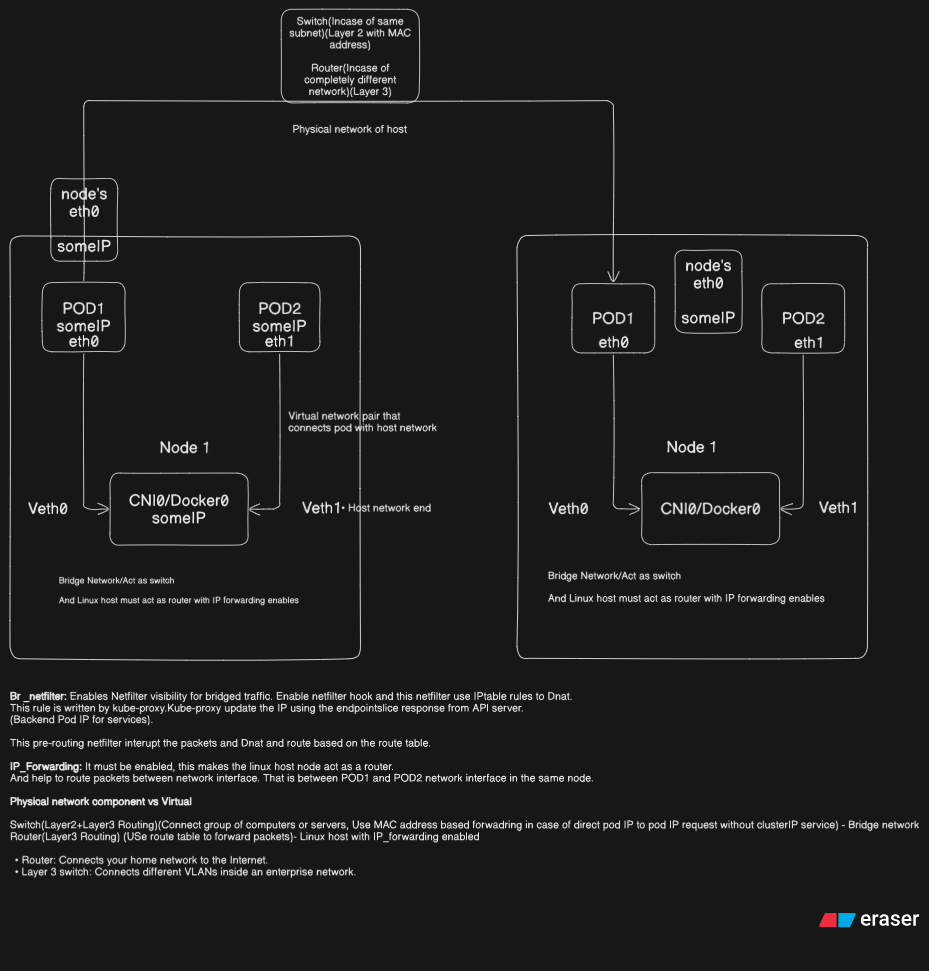 Switch(Incase of same
subnet)(Layer 2 with MAC
address)
Router(Incase of
completely different
network)(Layer 3)
Physical network of host
node's
eth0
someIP
POD1
someIP
eth0
POD2
someIP
eth1
Virtual network pair that
connects pod with host network
Node 1
CNI0/Docker0
someIP
Veth0
Veth1• Host network end
Bridge Network/Act as switch
And Linux host must act as router with IP forwarding enables
node's
eth0
someIP
POD1
eth0
POD2
eth1
Node 1
Veth0
CNI0/Docker0
Veth1
Bridge Network/Act as switch
And Linux host must act as router with IP forwarding enables
Br _netfilter: Enables Netfilter visibility for bridged traffic. Enable netfilter hook and this netfilter use IPtable rules to Dnat.
This rule is written by kube-proxy.Kube-proxy update the IP using the endpointslice response from API server.
(Backend Pod IP for services).
This pre-routing netfilter interupt the packets and Dnat and route based on the route table.
IP_Forwarding: It must be enabled, this makes the linux host node act as a router.
And help to route packets between network interface. That is between POD1 and POD2 network interface in the same node.
Physical network component vs Virtual
Switch(Layer2+Layer3 Routing)(Connect group of computers or servers, Use MAC address based forwadring in case of direct pod IP to pod IP request without clusterIP service) - Bridge network
Router(Layer3 Routing) (USe route table to forward packets)- Linux host with IP_forwarding enabled
• Router: Connects your home network to the Internet.
• Layer 3 switch: Connects different VLANs inside an enterprise network.
eraser